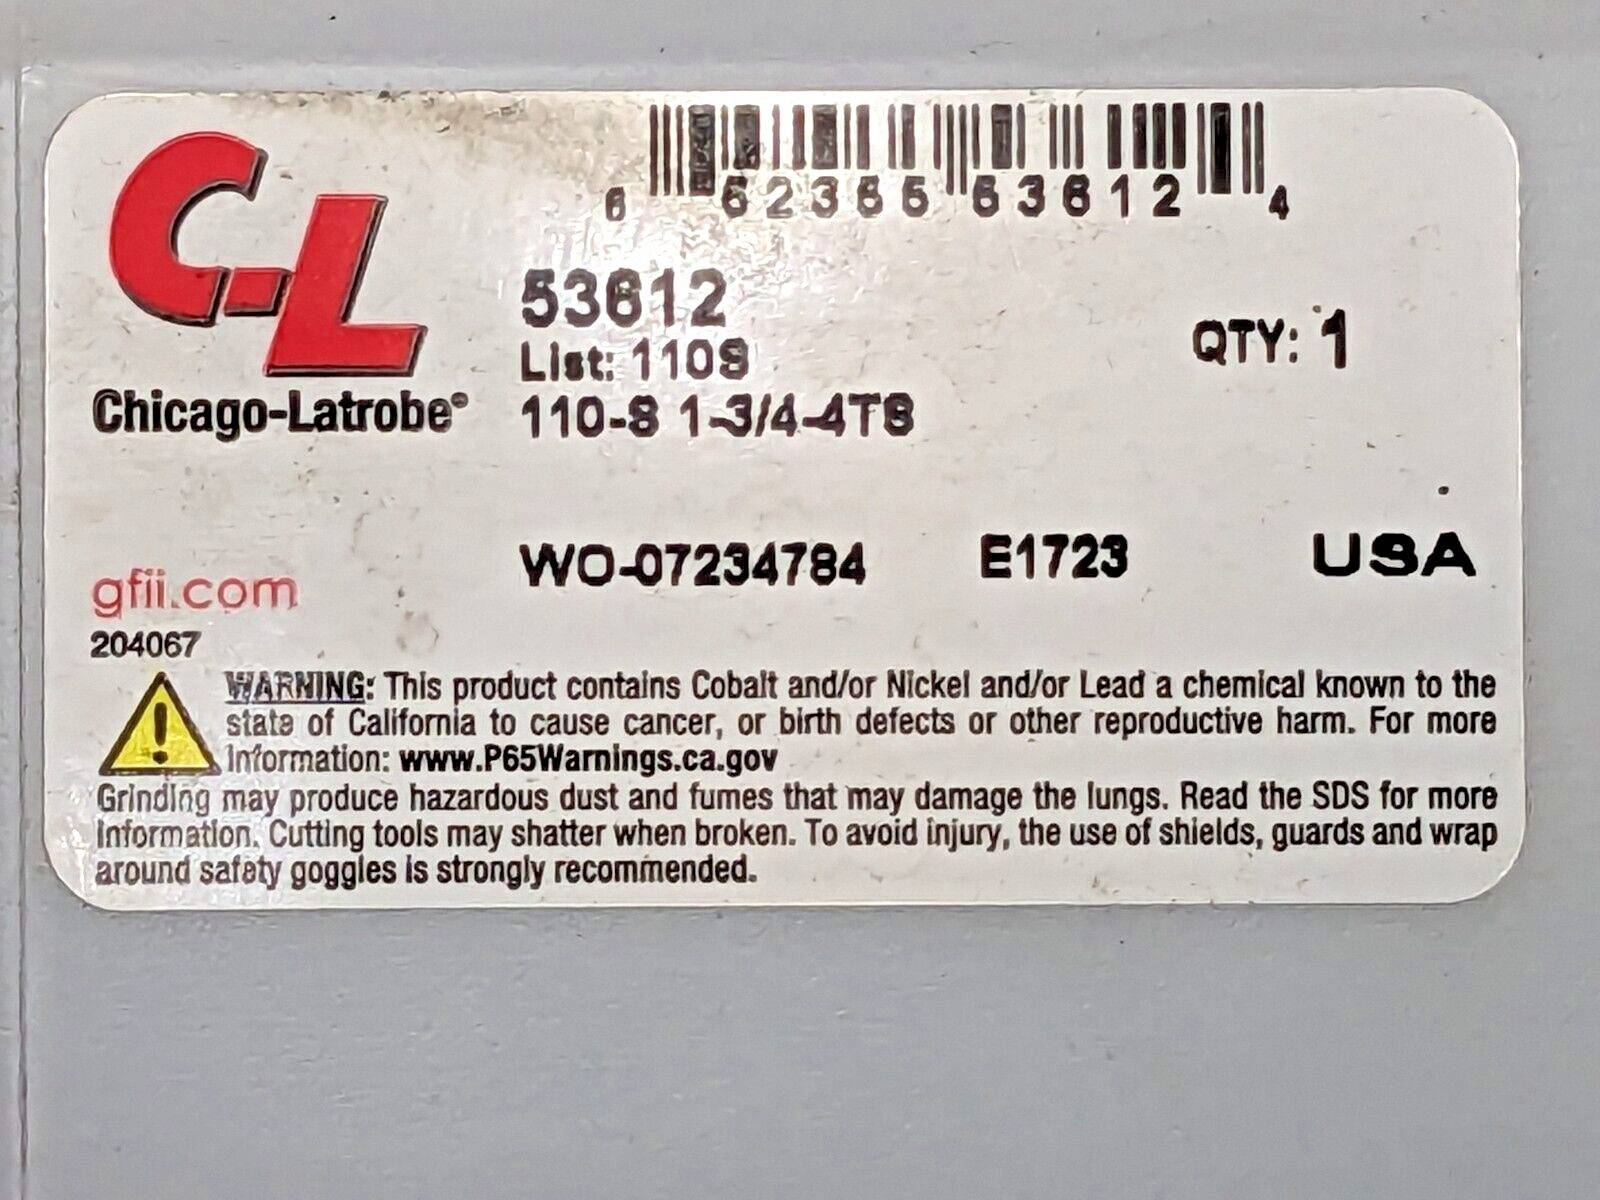 C-L
Chicago-Latrobe®
6 62355 53612 4
53612
List: 110S
110-S 1-3/4-4TS
QTY: 1
WO-07234784 E1723 USA
gfii.com
204067
WARNING: This product contains Cobalt and/or Nickel and/or Lead a chemical known to the
state of California to cause cancer, or birth defects or other reproductive harm. For more
information: www.P65Warnings.ca.gov
Grinding may produce hazardous dust and fumes that may damage the lungs. Read the SDS for more
information. Cutting tools may shatter when broken. To avoid injury, the use of shields, guards and wrap
around safety goggles is strongly recommended.